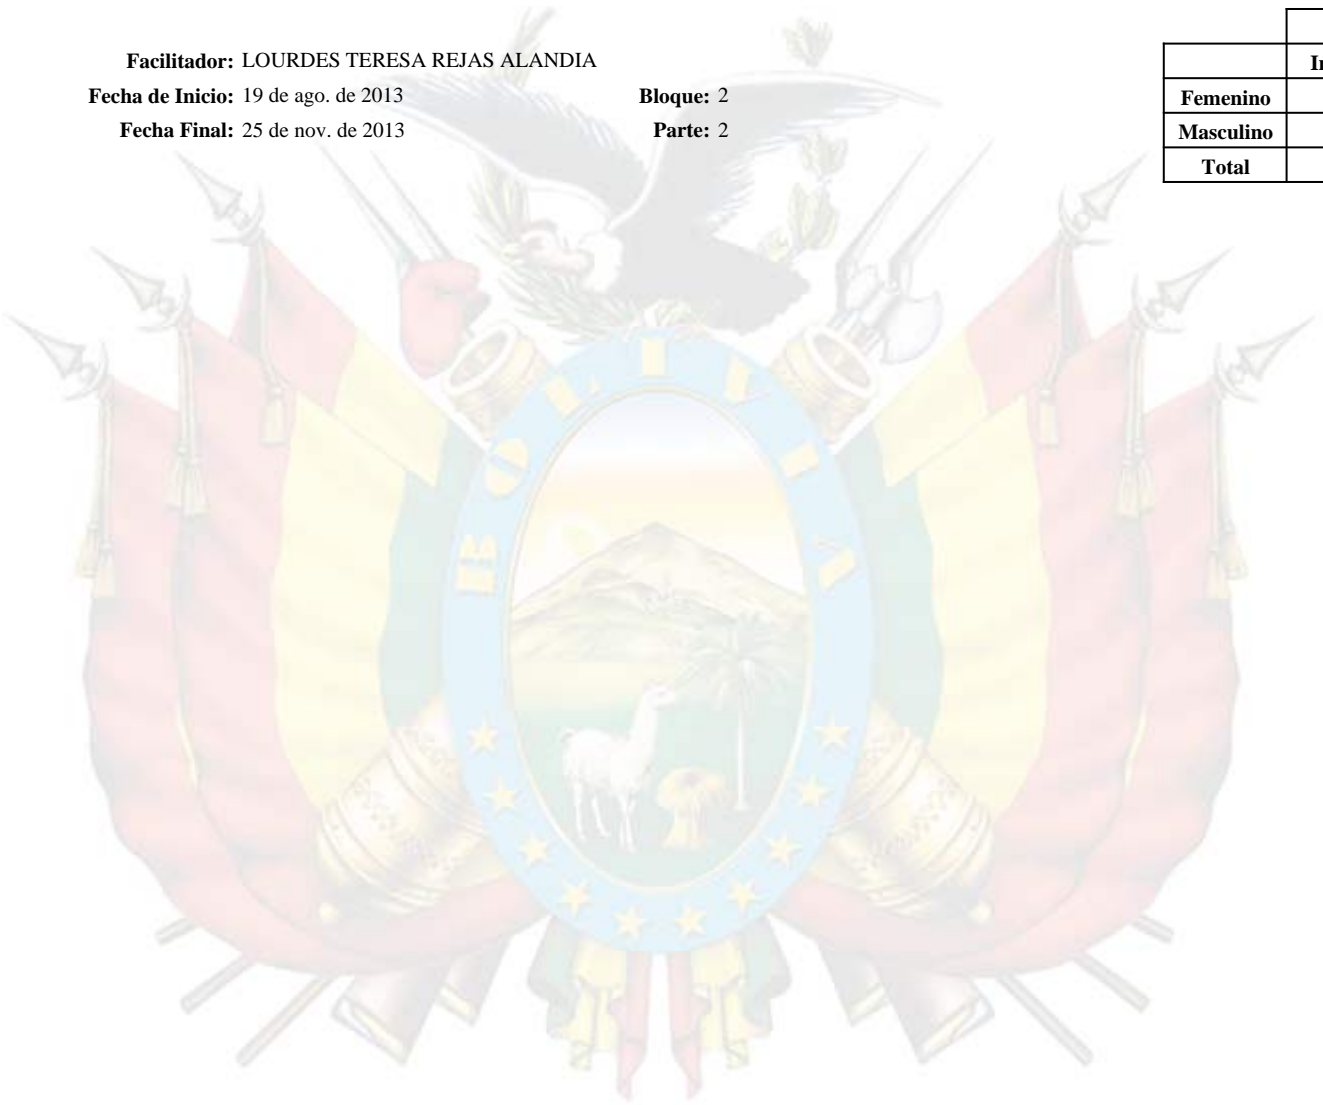 Facilitador: LOURDES TERESA REJAS ALANDIA
Fecha de Inicio: 19 de ago. de 2013 Bloque: 2
Fecha Final: 25 de nov. de 2013 Parte: 2
Femenino
Masculino
Total
BOLIVIA